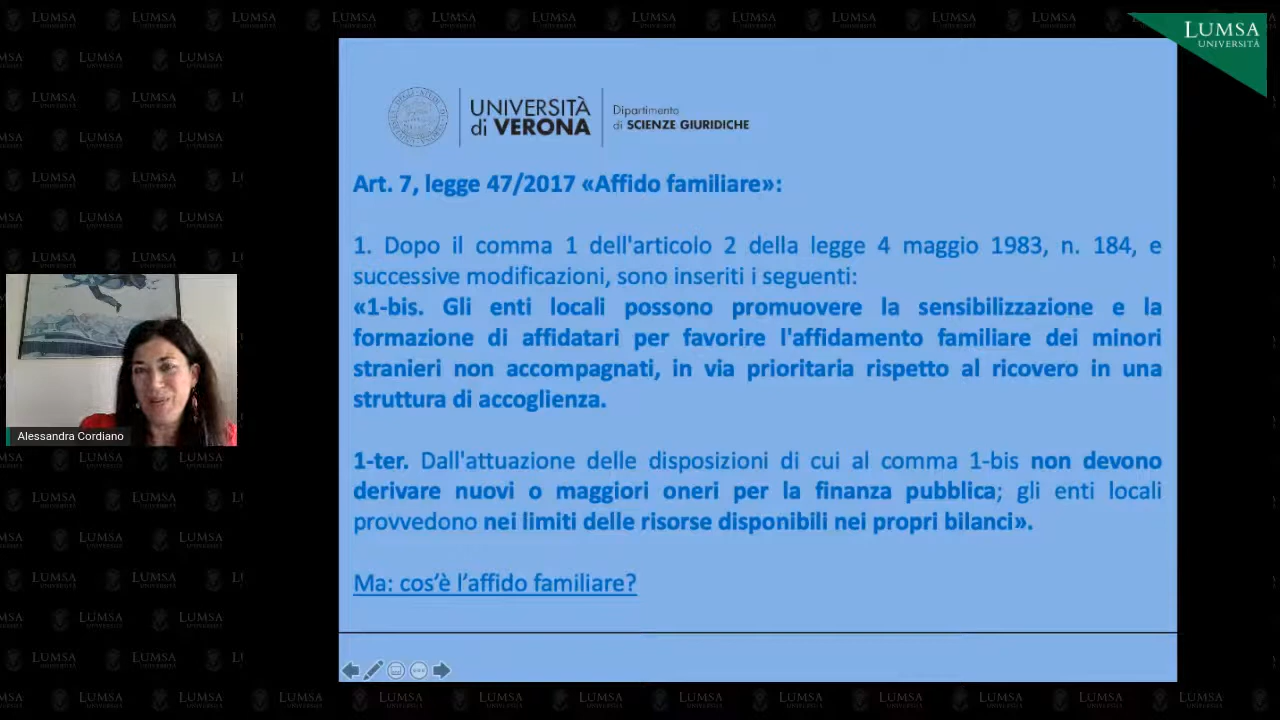 LUMSA
UNIVERSITÀ
UNIVERSITÀ
di VERONA
Dipartimento
di SCIENZE GIURIDICHE
Art. 7, legge 47/2017 «Affido familiare»:
1. Dopo il comma 1 dell'articolo 2 della legge 4 maggio 1983, n. 184, e
successive modificazioni, sono inseriti i seguenti:
«1-bis. Gli enti locali possono promuovere la sensibilizzazione e la
formazione di affidatari per favorire l'affidamento familiare dei minori
stranieri non accompagnati, in via prioritaria rispetto al ricovero in una
struttura di accoglienza.
1-ter. Dall'attuazione delle disposizioni di cui al comma 1-bis non devono
derivare nuovi o maggiori oneri per la finanza pubblica; gli enti locali
provvedono nei limiti delle risorse disponibili nei propri bilanci».
Ma: cos'è l'affido familiare?
Alessandra Cordiano